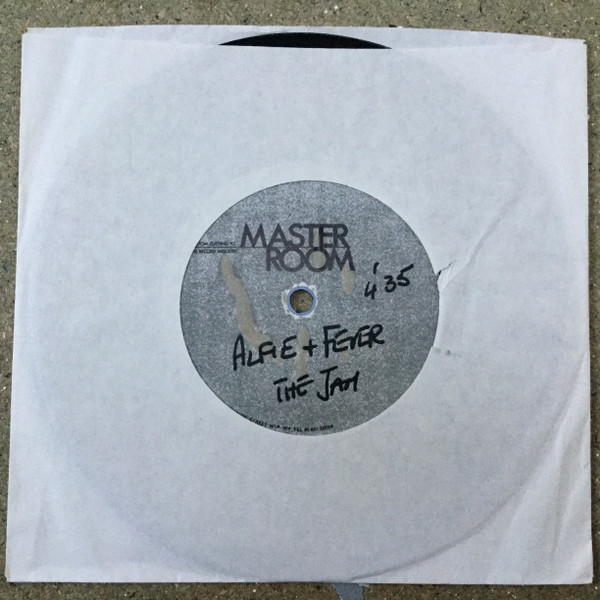 MASTER
ROOM
4'35
ALFIE + FEVER
THE JAM